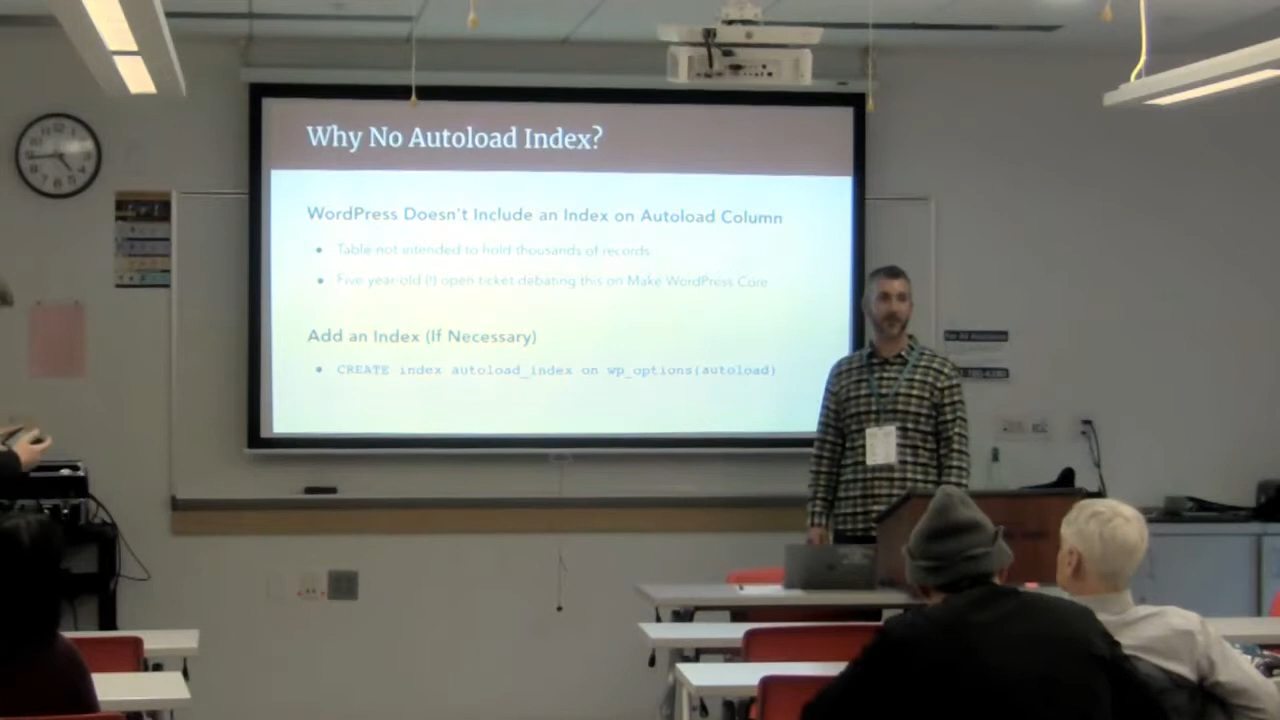 Why No Autoload Index?
WordPress Doesn't Include an Index on Autoload Column
Table not intended to hold thousands of records
Five year-old (!) open ticket debating this on Make WordPress Core
Add an Index (If Necessary)
CREATE index autoload_index on wp_options(autoload)